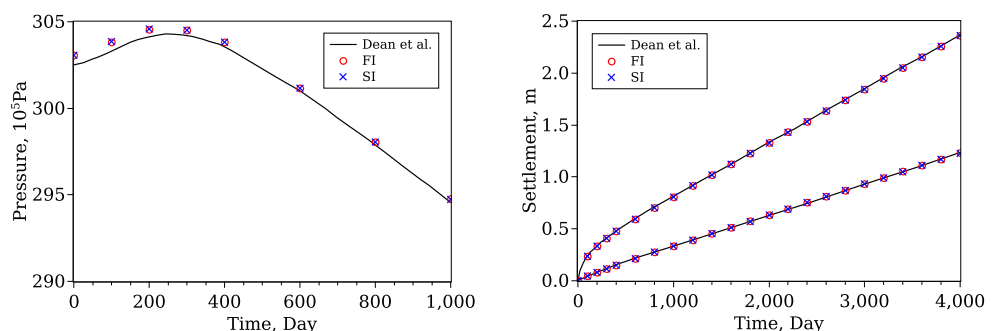 305
300
295
290
Pressure, 10⁵Pa
Dean et al.
FI
SI
0 200 400 600 800 1,000
Time, Day
2.5
2.0
1.5
1.0
0.5
0.0
Settlement, m
Dean et al.
FI
SI
0 1,000 2,000 3,000 4,000
Time, Day